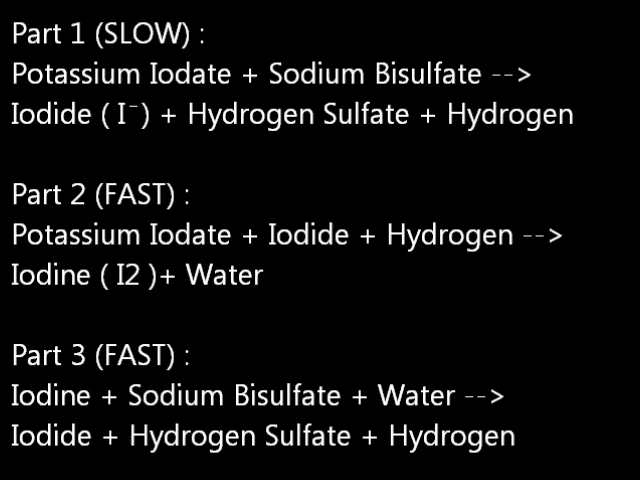 Part 1 (SLOW) :
Potassium Iodate + Sodium Bisulfate -->
Iodide ( I⁻) + Hydrogen Sulfate + Hydrogen
Part 2 (FAST) :
Potassium Iodate + Iodide + Hydrogen -->
Iodine ( I2 )+ Water
Part 3 (FAST) :
Iodine + Sodium Bisulfate + Water -->
Iodide + Hydrogen Sulfate + Hydrogen